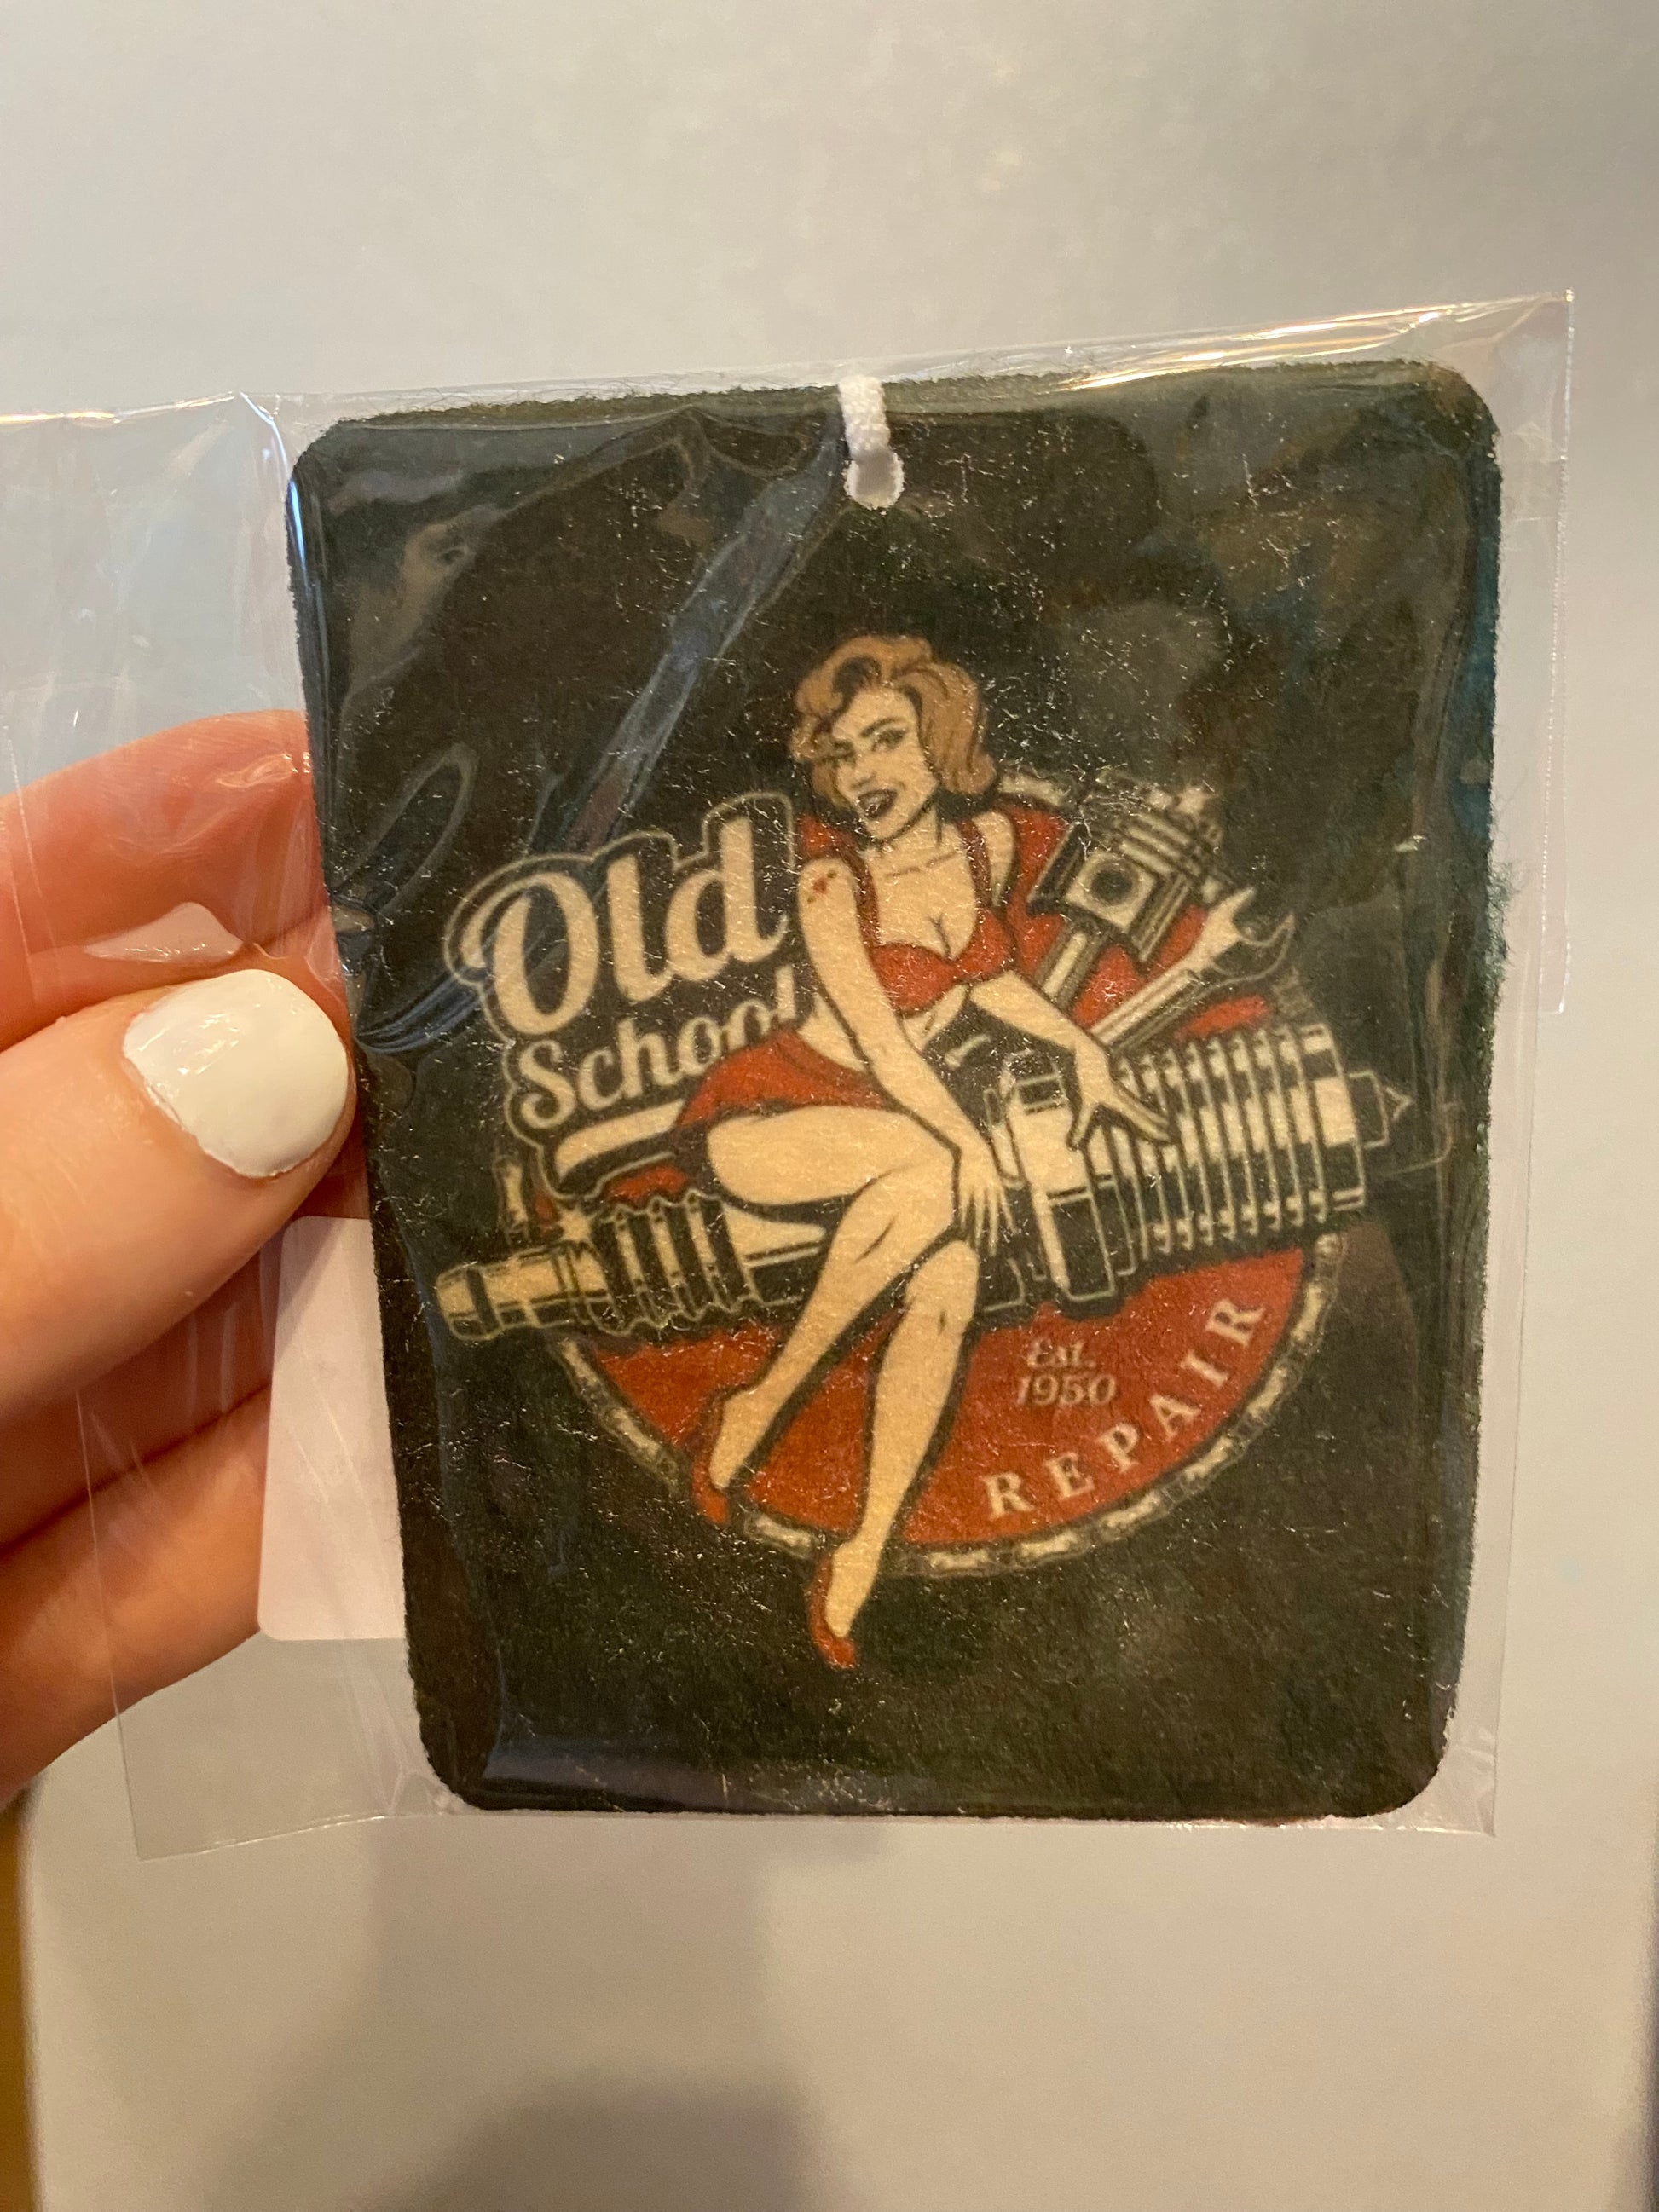 Old
School
Est.
1950
REPAIR